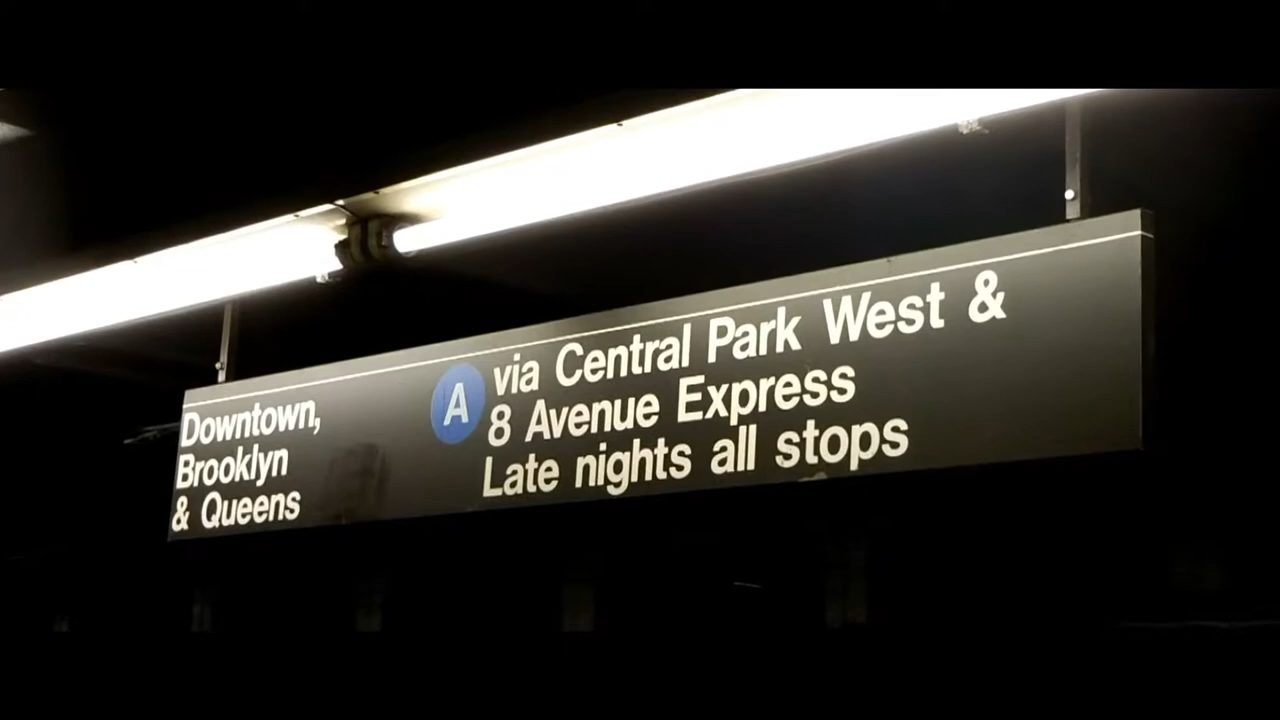 Downtown,
Brooklyn
& Queens
A via Central Park West &
8 Avenue Express
Late nights all stops